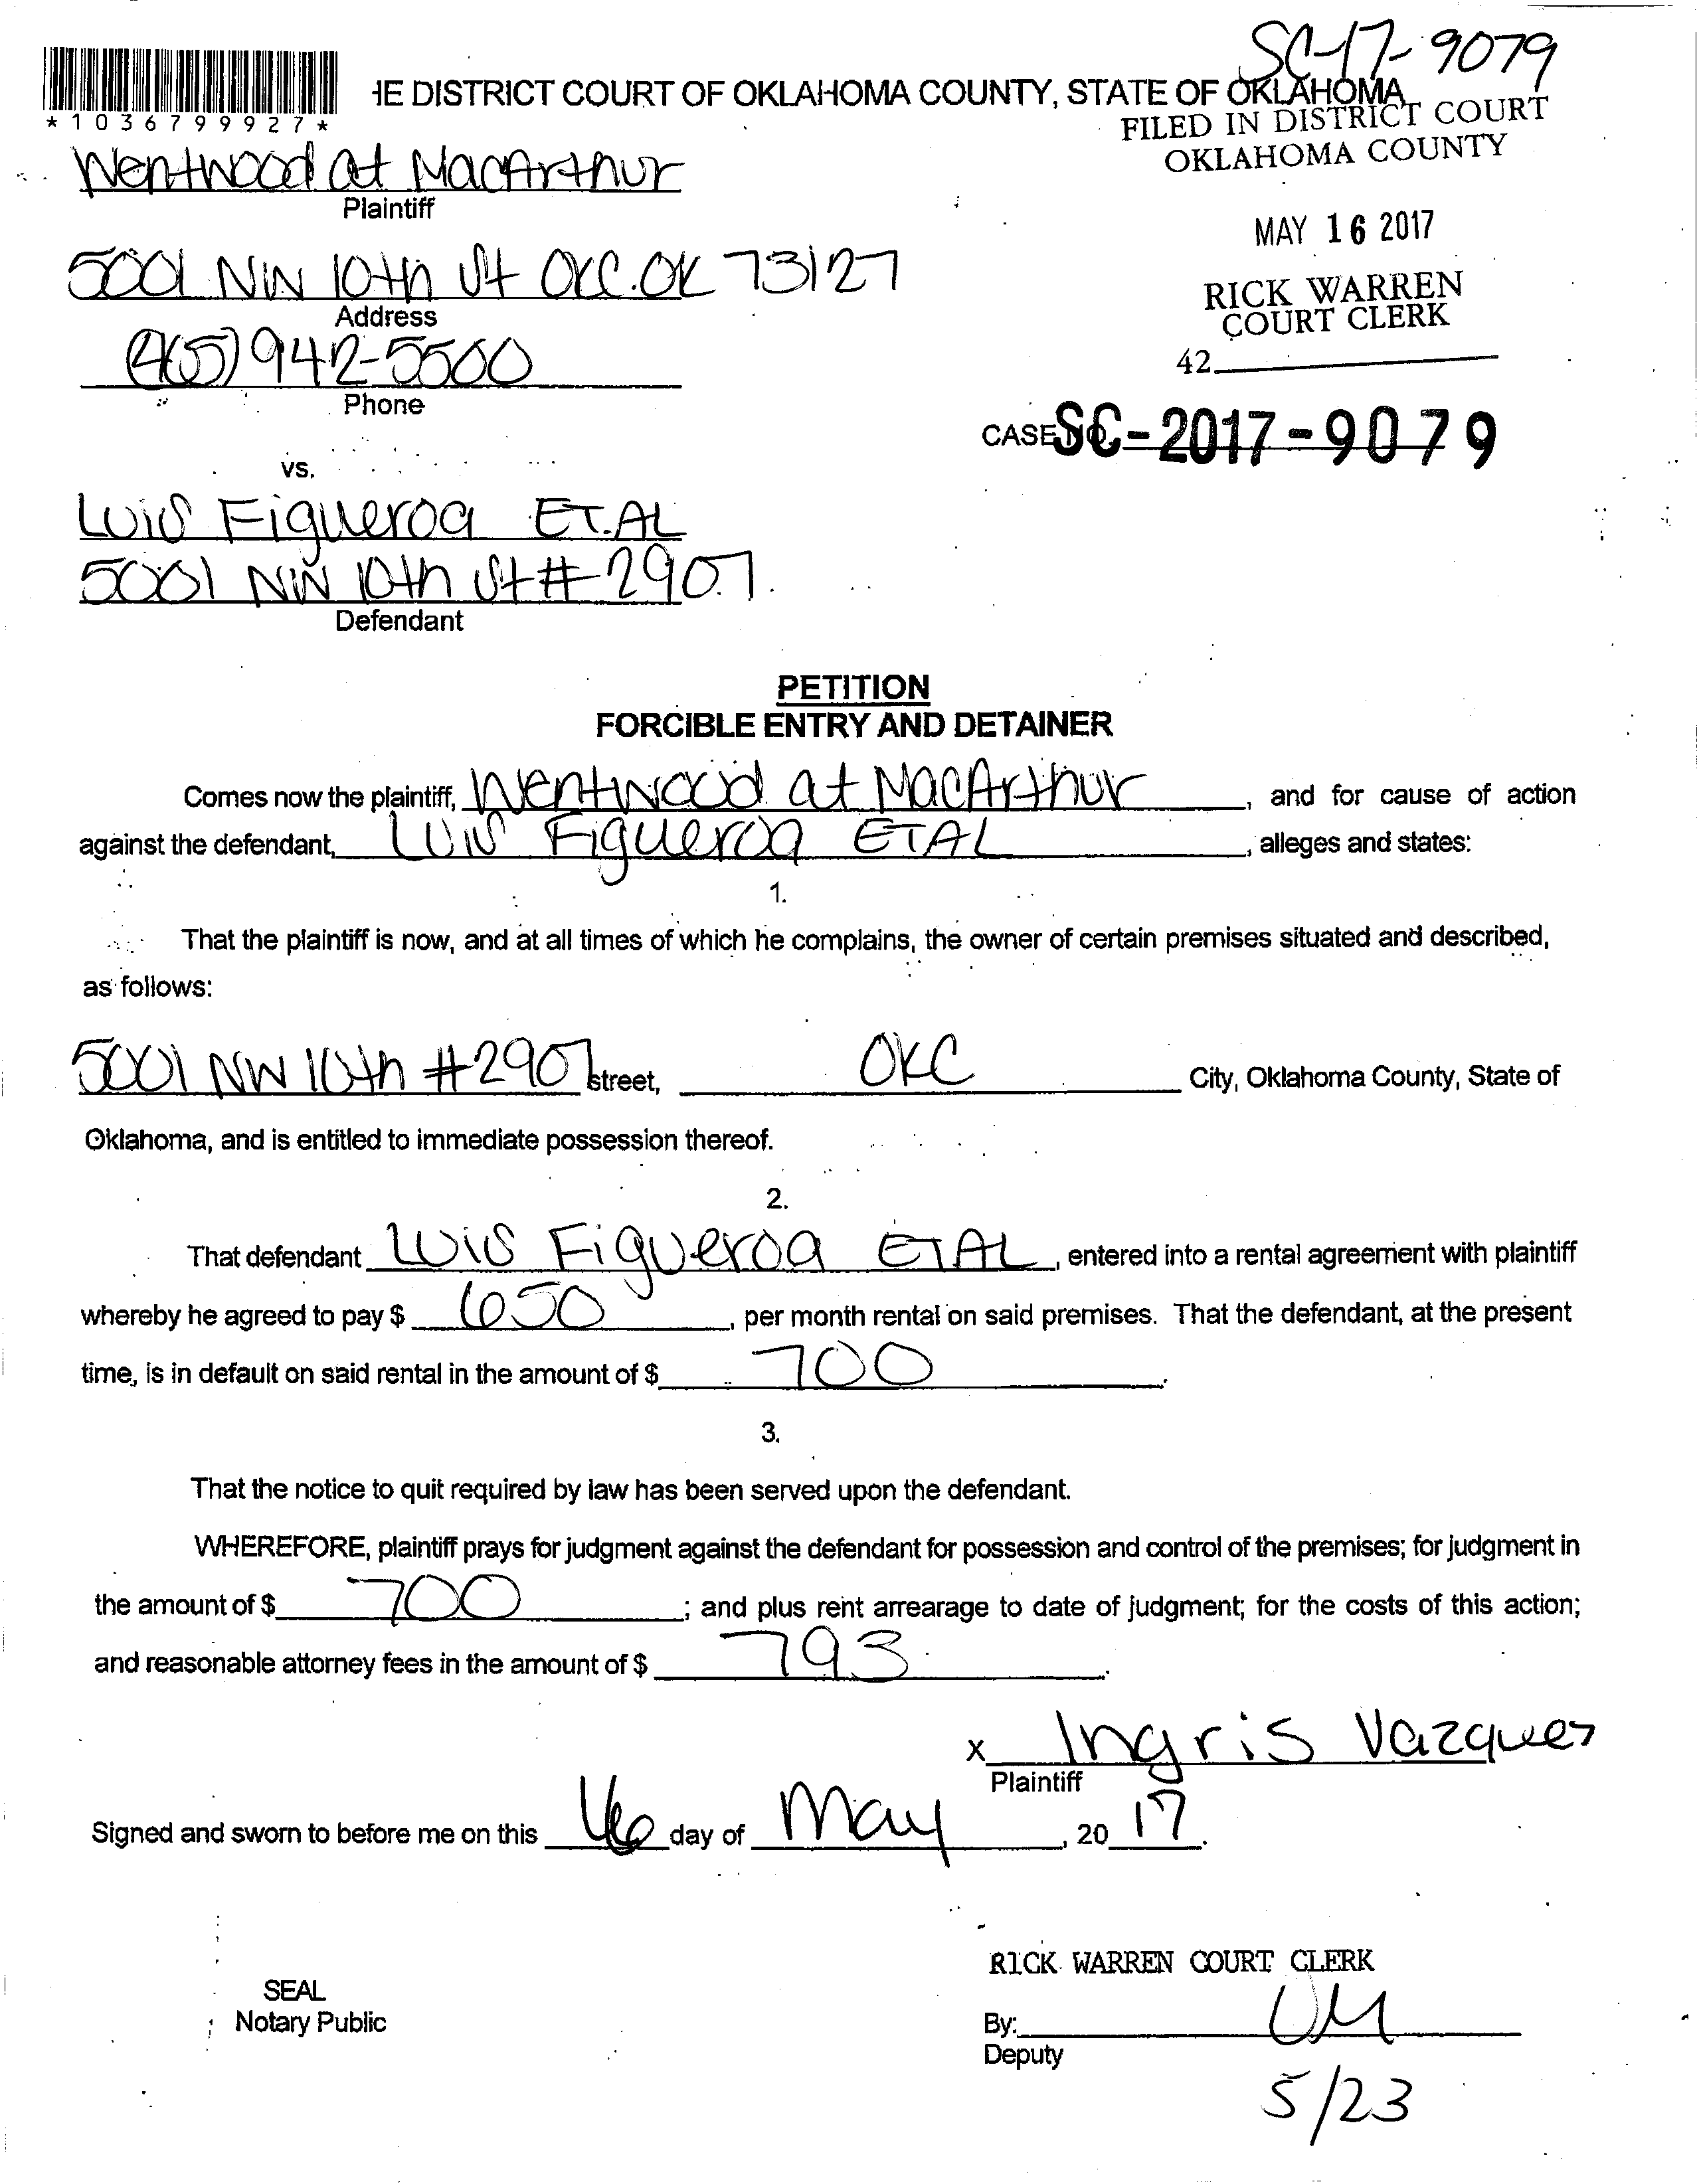 SC-17-9079
*1036799927*
HE DISTRICT COURT OF OKLAHOMA COUNTY, STATE OF OKLAHOMA
FILED IN DISTRICT COURT
OKLAHOMA COUNTY
Wentwood at MacArthur
Plaintiff
MAY 16 2017
5001 NW 10th St OKC.OK 73127
Address
RICK WARREN
COURT CLERK
(405) 942-5500
Phone
42
CASE NO. SC-2017-9079
vs.
Luis Figueroa ET.AL
5001 NW 10th St # 2907
Defendant
PETITION
FORCIBLE ENTRY AND DETAINER
Comes now the plaintiff, Wentwood at MacArthur, and for cause of action
against the defendant, Luis Figueroa ETAL, alleges and states:
1.
That the plaintiff is now, and at all times of which he complains, the owner of certain premises situated and described,
as follows:
5001 NW 10th #2907 street, OKC City, Oklahoma County, State of
Oklahoma, and is entitled to immediate possession thereof.
2.
That defendant Luis Figueroa ETAL, entered into a rental agreement with plaintiff
whereby he agreed to pay $ 650, per month rental on said premises. That the defendant, at the present
time, is in default on said rental in the amount of $ 700.
3.
That the notice to quit required by law has been served upon the defendant.
WHEREFORE, plaintiff prays for judgment against the defendant for possession and control of the premises; for judgment in
the amount of $ 700; and plus rent arrearage to date of judgment; for the costs of this action;
and reasonable attorney fees in the amount of $ 793.
x Ingris Vazquez
Plaintiff
Signed and sworn to before me on this 16 day of May, 20 17.
RICK WARREN COURT CLERK
SEAL
Notary Public
By:
Deputy
5/23